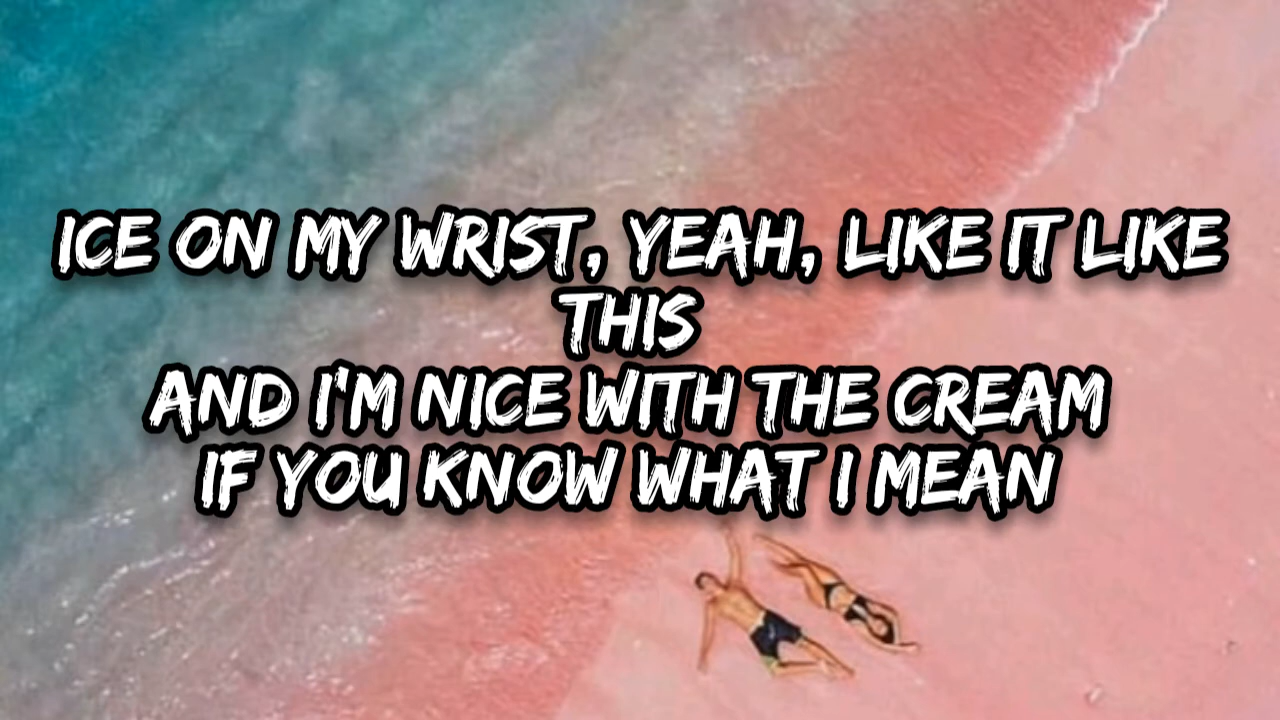 ICE ON MY WRIST, YEAH, LIKE IT LIKE
THIS
AND I'M NICE WITH THE CREAM
IF YOU KNOW WHAT I MEAN